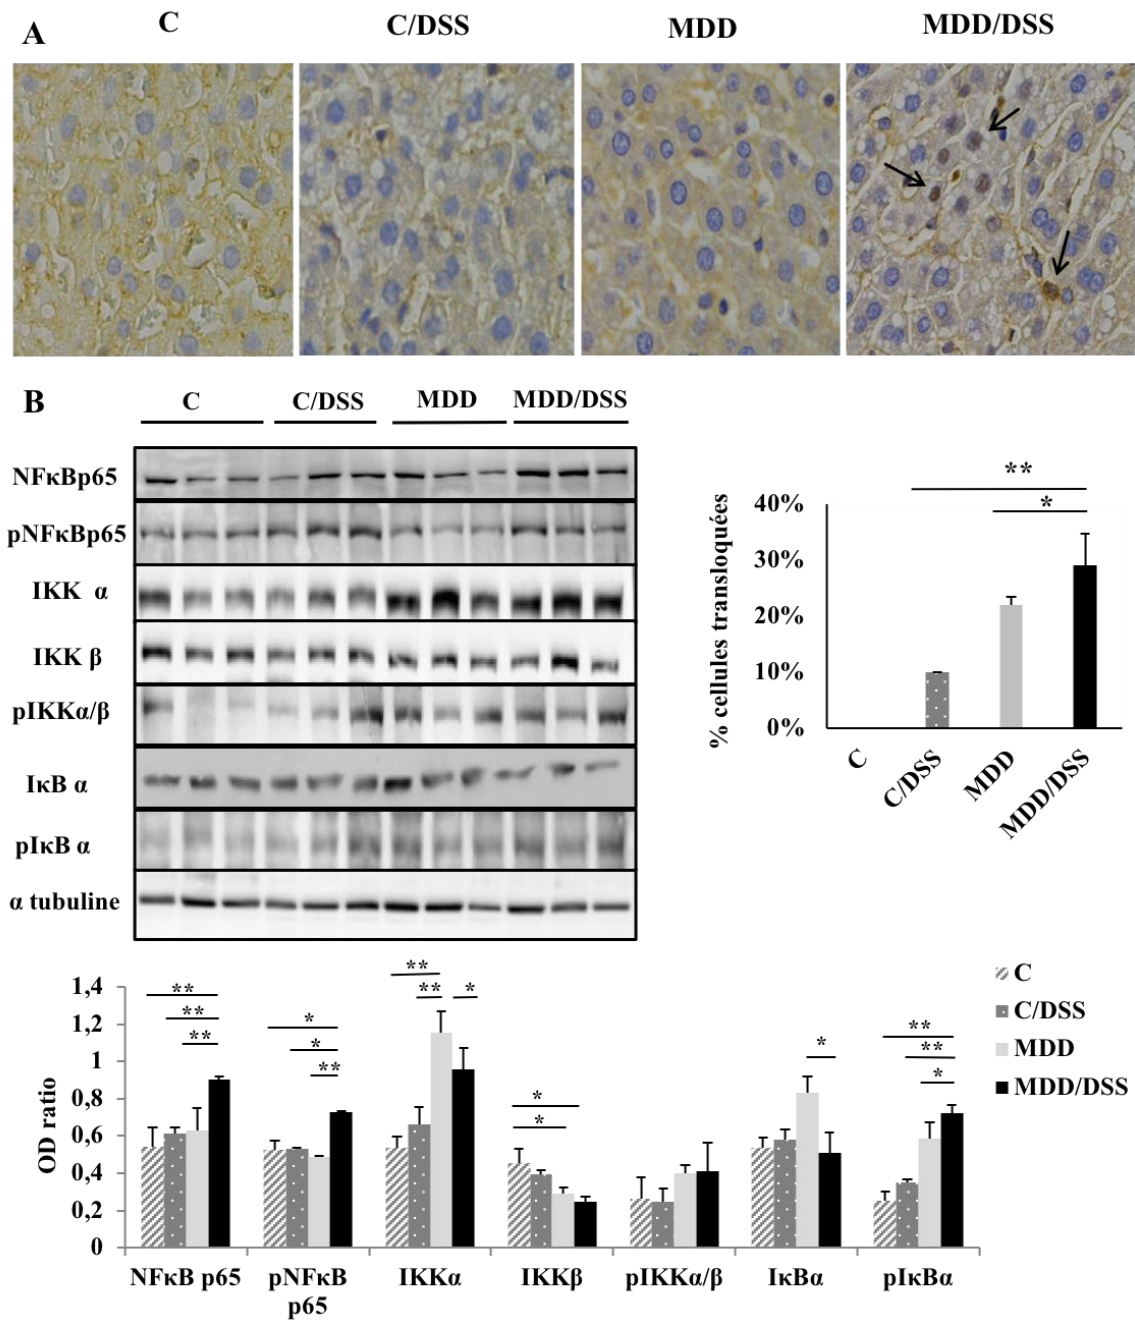 A
C
C/DSS
MDD
MDD/DSS
B
C
C/DSS
MDD
MDD/DSS
NFκBp65
pNFκBp65
IKK α
IKK β
pIKKα/β
IκB α
pIκB α
α tubuline
% cellules transloquées
40%
30%
20%
10%
0%
**
*
C
C/DSS
MDD
MDD/DSS
OD ratio
1,4
1,2
1
0,8
0,6
0,4
0,2
0
**
**
**
*
*
**
**
**
*
*
*
*
**
**
*
NFκB p65
pNFκB
p65
IKKα
IKKβ
pIKKα/β
IκBα
pIκBα
C
C/DSS
MDD
MDD/DSS